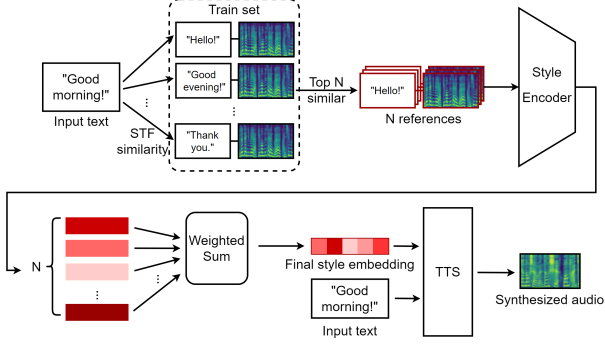 Train set
"Hello!"
"Good
morning!"
Input text
"Good
evening!"
...
...
STF
similarity
"Thank
you."
Top N
similar
"Hello!"
N references
Style
Encoder
N
...
Weighted
Sum
...
Final style embedding
"Good
morning!"
Input text
TTS
Synthesized audio